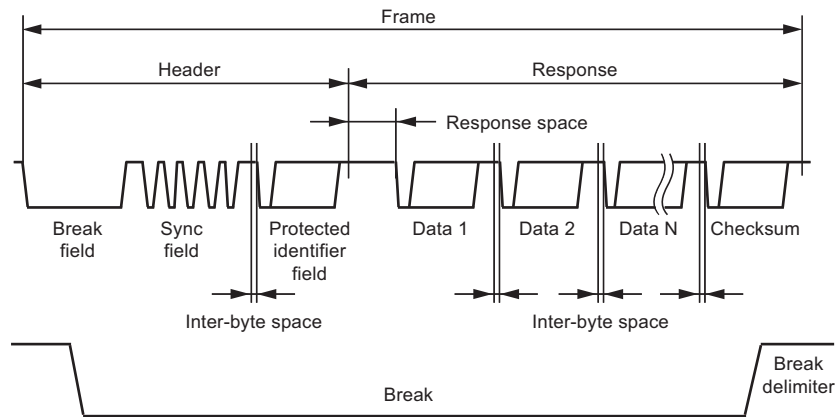 Frame
Header
Response
Response space
Break
field
Sync
field
Protected
identifier
field
Data 1
Data 2
Data N
Checksum
Inter-byte space
Inter-byte space
Break
Break
delimiter